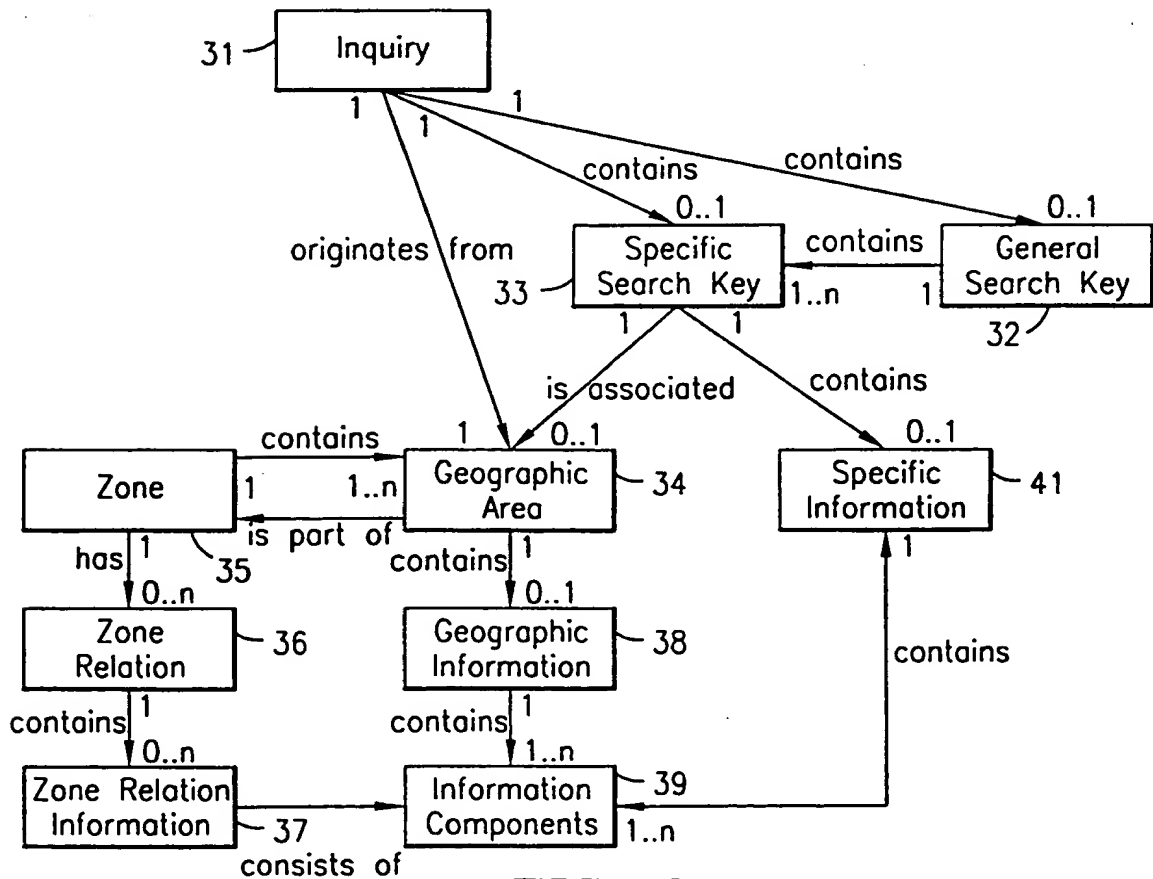 31
Inquiry
1
1
1
contains
contains
0..1
0..1
originates from
Specific
Search Key
contains
General
Search Key
33
1..n
1
1
1
32
is associated
contains
contains
1
0..1
0..1
Zone
1
1..n
Geographic
Area
34
Specific
Information
41
is part of
has
1
35
contains
1
1
0..n
0..1
Zone
Relation
36
Geographic
Information
38
contains
contains
1
contains
1
0..n
1..n
Zone Relation
Information
37
Information
Components
39
1..n
consists of